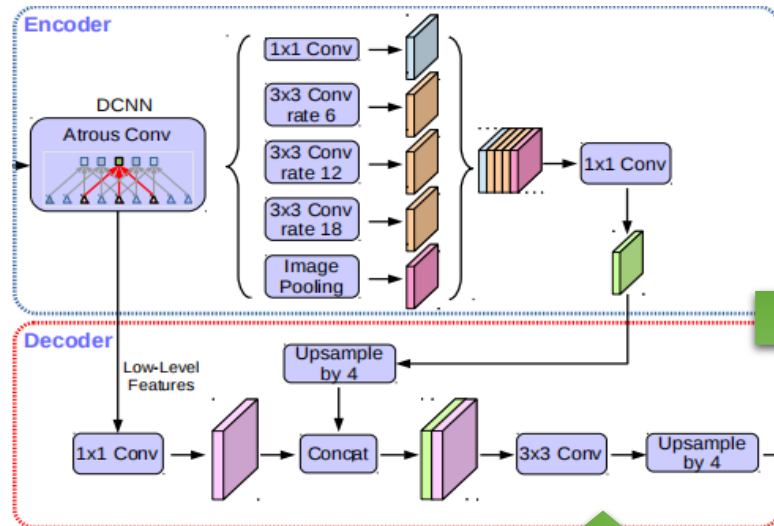 Encoder
DCNN
Atrous Conv
1x1 Conv
3x3 Conv
rate 6
3x3 Conv
rate 12
3x3 Conv
rate 18
Image
Pooling
1x1 Conv
Decoder
Low-Level
Features
Upsample
by 4
1x1 Conv
Concat
3x3 Conv
Upsample
by 4